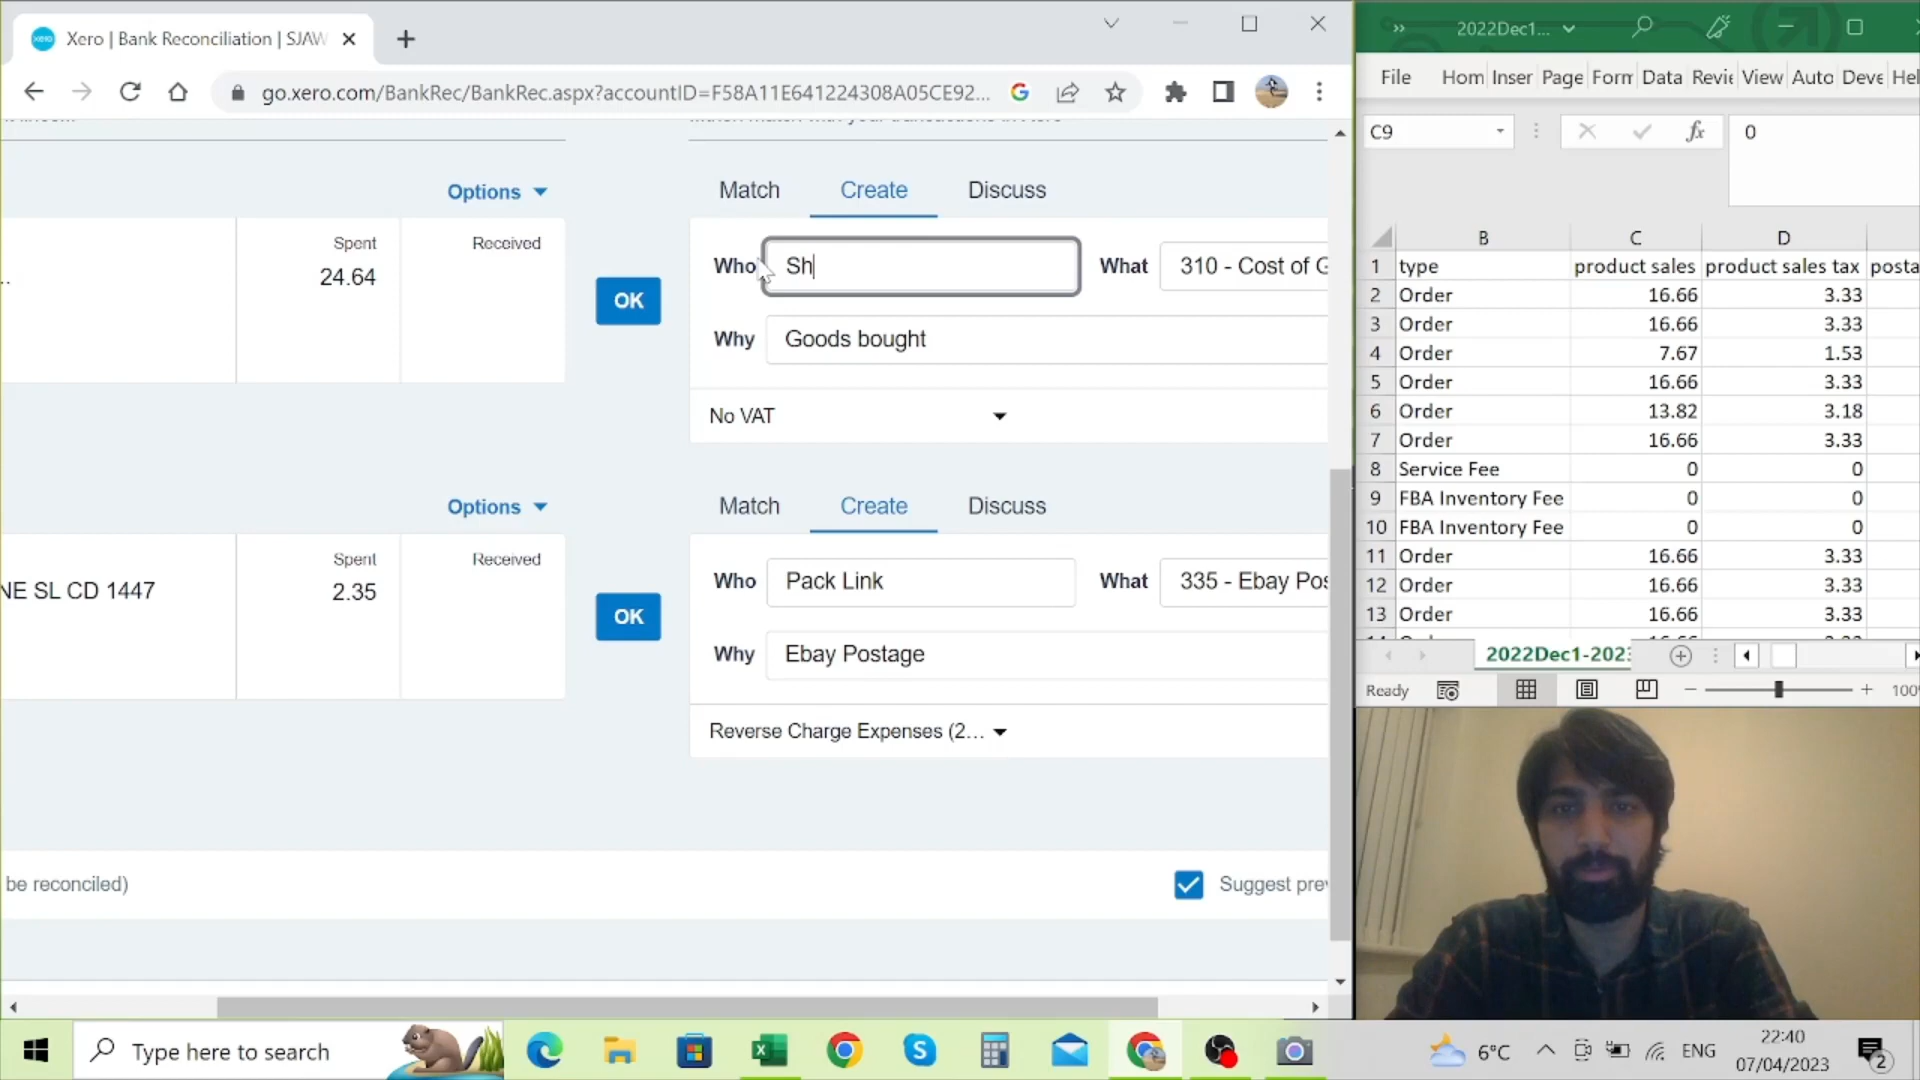 Xero | Bank Reconciliation | SJAW
go.xero.com/BankRec/BankRec.aspx?accountID=F58A11E641224308A05CE92...
Options
Spent
24.64
Received
OK
Match
Create
Discuss
Who
Sh
What
310 - Cost of G
Why
Goods bought
No VAT
Options
NE SL CD 1447
Spent
2.35
Received
OK
Match
Create
Discuss
Who
Pack Link
What
335 - Ebay Pos
Why
Ebay Postage
Reverse Charge Expenses (2...
be reconciled)
Suggest prev
2022Dec1...
File Hom Inser Page Form Data Revie View Auto Deve Hel
C9
fx
0
B C D
1 type product sales product sales tax posta
2 Order 16.66 3.33
3 Order 16.66 3.33
4 Order 7.67 1.53
5 Order 16.66 3.33
6 Order 13.82 3.18
7 Order 16.66 3.33
8 Service Fee 0 0
9 FBA Inventory Fee 0 0
10 FBA Inventory Fee 0 0
11 Order 16.66 3.33
12 Order 16.66 3.33
13 Order 16.66 3.33
2022Dec1-2023
Ready
100%
Type here to search
6°C
ENG
22:40
07/04/2023
2